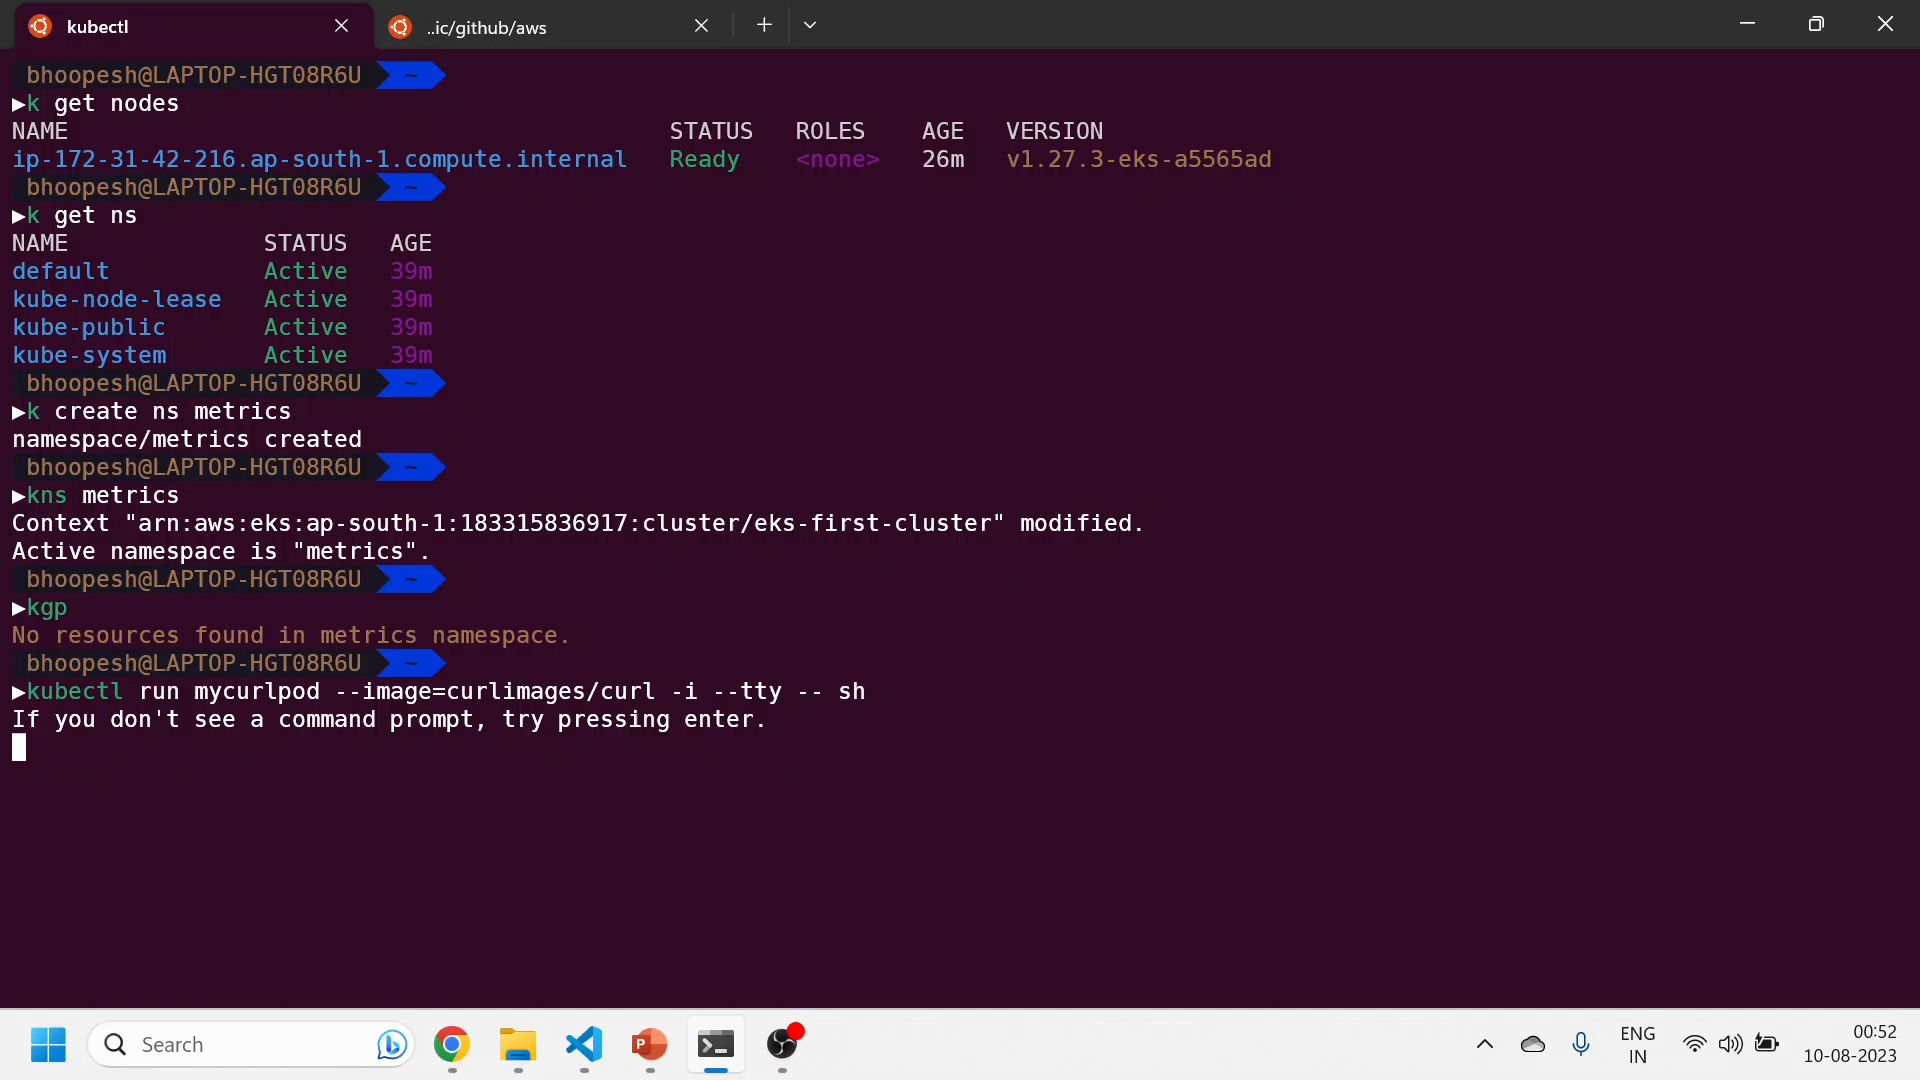 kubectl
..ic/github/aws
bhoopesh@LAPTOP-HGT08R6U ~
▶k get nodes
NAME STATUS ROLES AGE VERSION
ip-172-31-42-216.ap-south-1.compute.internal Ready <none> 26m v1.27.3-eks-a5565ad
bhoopesh@LAPTOP-HGT08R6U ~
▶k get ns
NAME STATUS AGE
default Active 39m
kube-node-lease Active 39m
kube-public Active 39m
kube-system Active 39m
bhoopesh@LAPTOP-HGT08R6U ~
▶k create ns metrics
namespace/metrics created
bhoopesh@LAPTOP-HGT08R6U ~
▶kns metrics
Context "arn:aws:eks:ap-south-1:183315836917:cluster/eks-first-cluster" modified.
Active namespace is "metrics".
bhoopesh@LAPTOP-HGT08R6U ~
▶kgp
No resources found in metrics namespace.
bhoopesh@LAPTOP-HGT08R6U ~
▶kubectl run mycurlpod --image=curlimages/curl -i --tty -- sh
If you don't see a command prompt, try pressing enter.
Search
ENG
IN
00:52
10-08-2023